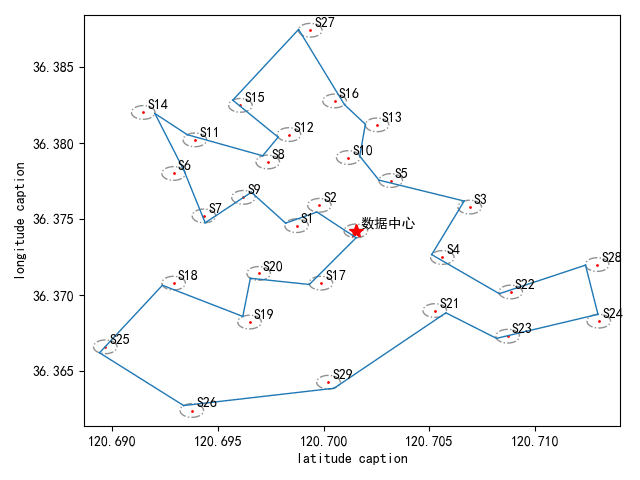 S27
36.385
S15
S16
S14
S13
S12
S11
36.380
S8
S10
S6
S5
S9
S2
S3
S7
36.375
S1
数据中心
S4
S28
S20
S18
S17
S22
36.370
S21
S24
S19
S23
S25
36.365
S29
S26
120.690
120.695
120.700
120.705
120.710
latitude caption
longitude caption